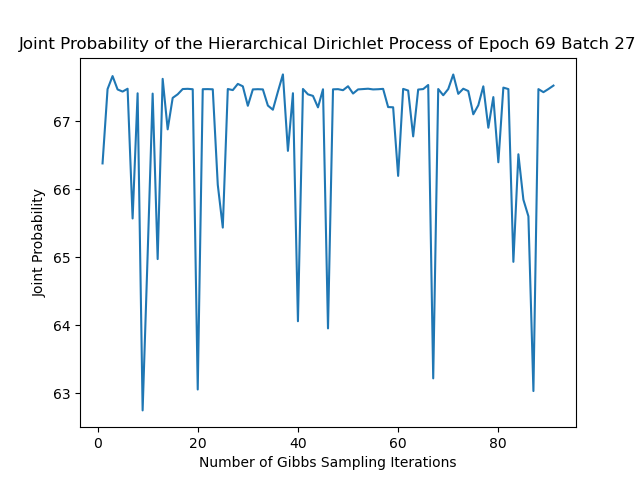 Joint Probability of the Hierarchical Dirichlet Process of Epoch 69 Batch 27
Joint Probability
67
66
65
64
63
0 20 40 60 80
Number of Gibbs Sampling Iterations